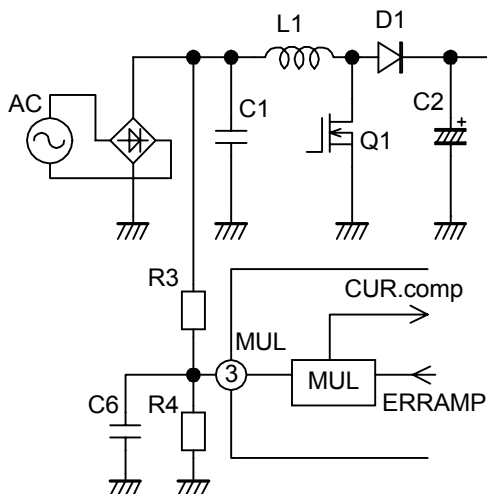 L1
D1
AC
C1
C2
+
Q1
R3
CUR.comp
MUL
3
MUL
C6
R4
ERRAMP